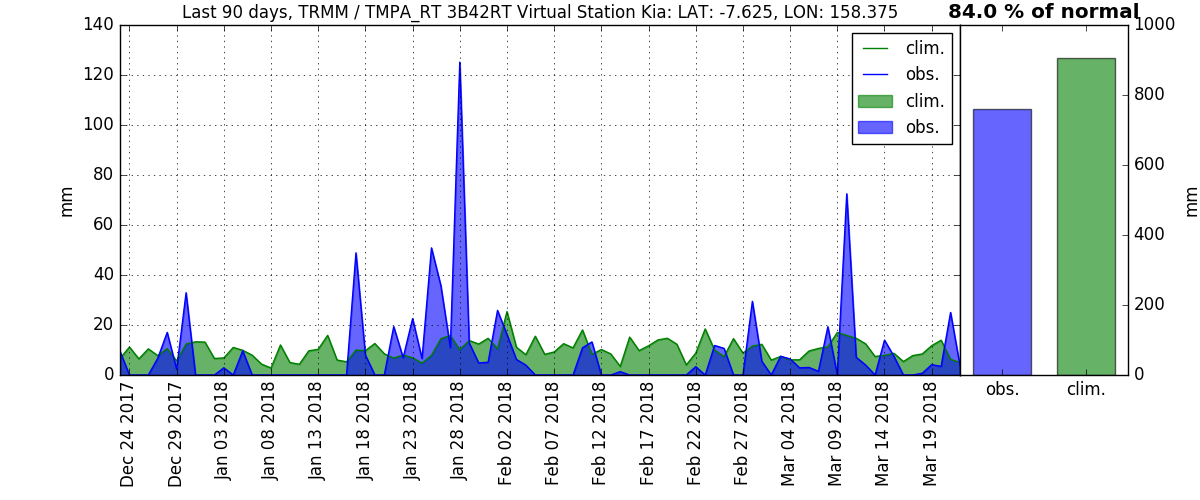 Last 90 days, TRMM / TMPA_RT 3B42RT Virtual Station Kia: LAT: -7.625, LON: 158.375
84.0 % of normal
140
120
100
80
60
40
20
0
mm
clim.
obs.
clim.
obs.
1000
800
600
400
200
0
mm
obs.
clim.
Dec 24 2017
Dec 29 2017
Jan 03 2018
Jan 08 2018
Jan 13 2018
Jan 18 2018
Jan 23 2018
Jan 28 2018
Feb 02 2018
Feb 07 2018
Feb 12 2018
Feb 17 2018
Feb 22 2018
Feb 27 2018
Mar 04 2018
Mar 09 2018
Mar 14 2018
Mar 19 2018